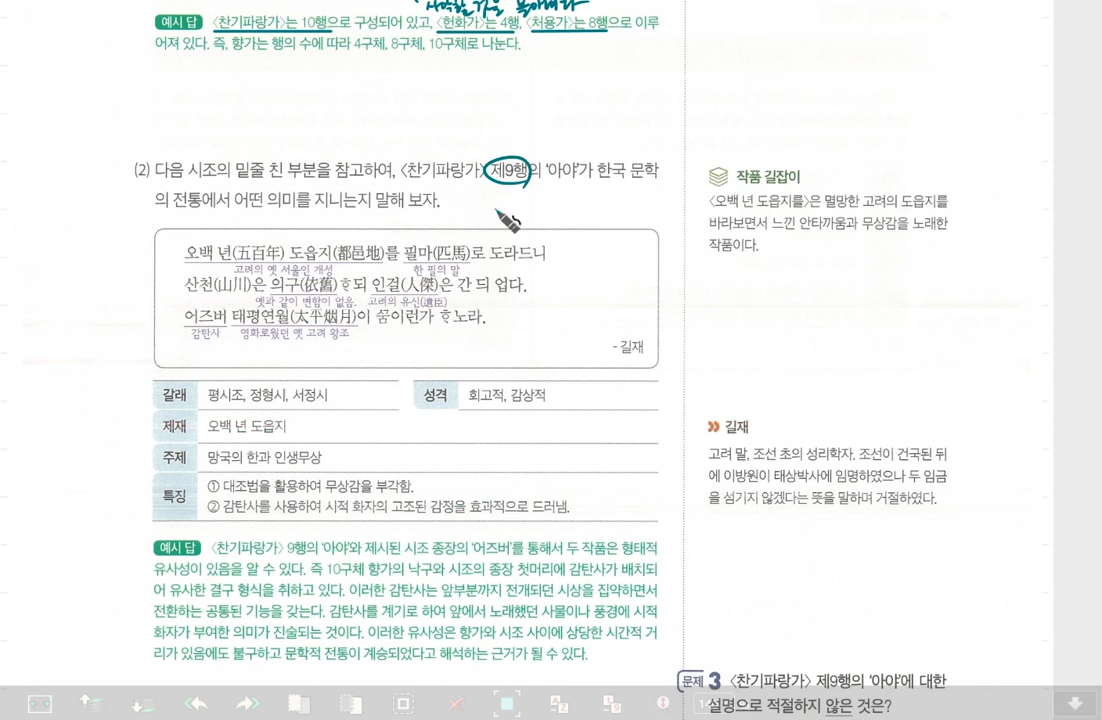 예시 답 〈찬기파랑가〉는 10행으로 구성되어 있고, 〈헌화가〉는 4행, 〈처용가〉는 8행으로 이루
어져 있다. 즉, 향가는 행의 수에 따라 4구체, 8구체, 10구체로 나눈다.
(2) 다음 시조의 밑줄 친 부분을 참고하여, 〈찬기파랑가〉 제9행의 '아야'가 한국 문학
의 전통에서 어떤 의미를 지니는지 말해 보자.
오백 년(五百年) 도읍지(都邑地)를 필마(匹馬)로 도라드니
고려의 옛 서울인 개성 한 필의 말
산천(山川)은 의구(依舊)ᄒᆞ되 인걸(人傑)은 간 듸 업다.
옛과 같이 변함이 없음. 고려의 유신(遺臣)
어즈버 태평연월(太平烟月)이 ᄭᅮᆷ이런가 ᄒᆞ노라.
감탄사 영화로웠던 옛 고려 왕조
- 길재
갈래 평시조, 정형시, 서정시 성격 회고적, 감상적
제재 오백 년 도읍지
주제 망국의 한과 인생무상
특징 ① 대조법을 활용하여 무상감을 부각함.
② 감탄사를 사용하여 시적 화자의 고조된 감정을 효과적으로 드러냄.
예시 답 〈찬기파랑가〉 9행의 '아야'와 제시된 시조 종장의 '어즈버'를 통해서 두 작품은 형태적
유사성이 있음을 알 수 있다. 즉 10구체 향가의 낙구와 시조의 종장 첫머리에 감탄사가 배치되
어 유사한 결구 형식을 취하고 있다. 이러한 감탄사는 앞부분까지 전개되던 시상을 집약하면서
전환하는 공통된 기능을 갖는다. 감탄사를 계기로 하여 앞에서 노래했던 사물이나 풍경에 시적
화자가 부여한 의미가 진술되는 것이다. 이러한 유사성은 향가와 시조 사이에 상당한 시간적 거
리가 있음에도 불구하고 문학적 전통이 계승되었다고 해석하는 근거가 될 수 있다.
작품 길잡이
〈오백 년 도읍지를〉은 멸망한 고려의 도읍지를
바라보면서 느낀 안타까움과 무상감을 노래한
작품이다.
길재
고려 말, 조선 초의 성리학자. 조선이 건국된 뒤
에 이방원이 태상박사에 임명하였으나 두 임금
을 섬기지 않겠다는 뜻을 말하며 거절하였다.
문제 3 〈찬기파랑가〉 제9행의 '아야'에 대한
설명으로 적절하지 않은 것은?